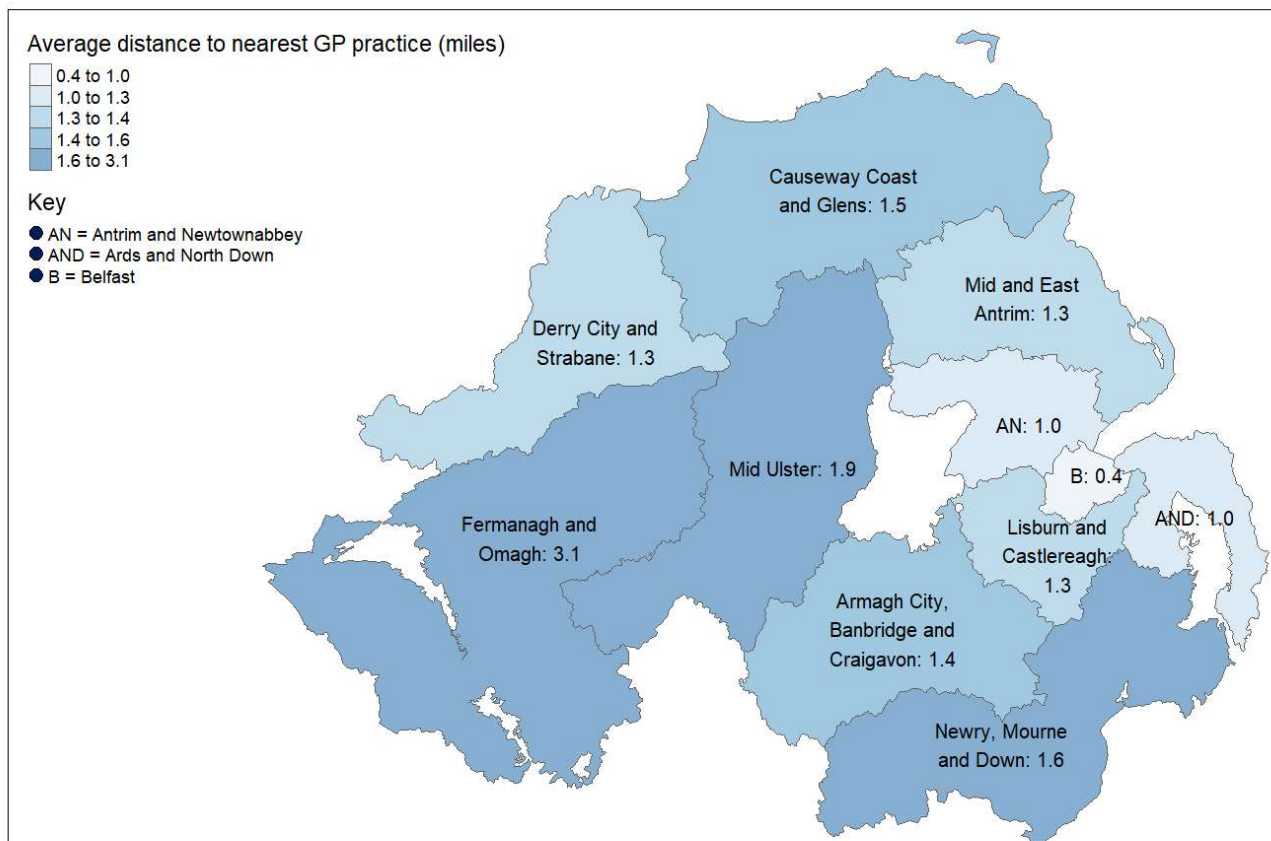 Average distance to nearest GP practice (miles)
0.4 to 1.0
1.0 to 1.3
1.3 to 1.4
1.4 to 1.6
1.6 to 3.1
Key
AN = Antrim and Newtownabbey
AND = Ards and North Down
B = Belfast
Causeway Coast
and Glens: 1.5
Mid and East
Antrim: 1.3
Derry City and
Strabane: 1.3
AN: 1.0
Mid Ulster: 1.9
B: 0.4
AND: 1.0
Fermanagh and
Omagh: 3.1
Lisburn and
Castlereagh:
1.3
Armagh City,
Banbridge and
Craigavon: 1.4
Newry, Mourne
and Down: 1.6